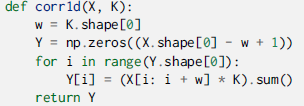 def corr1d(X, K):
    w = K.shape[0]
    Y = np.zeros((X.shape[0] - w + 1))
    for i in range(Y.shape[0]):
        Y[i] = (X[i: i + w] * K).sum()
    return Y